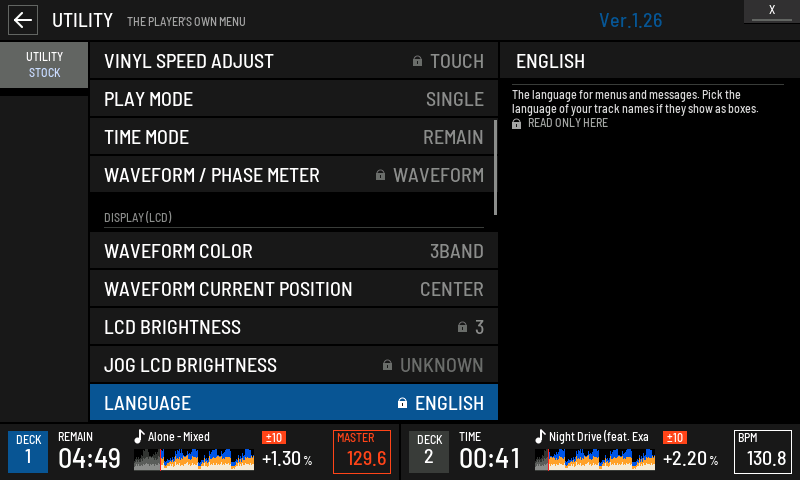 UTILITY THE PLAYER'S OWN MENU Ver.1.26 X
UTILITY
STOCK
VINYL SPEED ADJUST TOUCH
PLAY MODE SINGLE
TIME MODE REMAIN
WAVEFORM / PHASE METER WAVEFORM
DISPLAY (LCD)
WAVEFORM COLOR 3BAND
WAVEFORM CURRENT POSITION CENTER
LCD BRIGHTNESS 3
JOG LCD BRIGHTNESS UNKNOWN
LANGUAGE ENGLISH
ENGLISH
The language for menus and messages. Pick the
language of your track names if they show as boxes.
READ ONLY HERE
DECK 1 REMAIN 04:49 Alone - Mixed ±10 +1.30 % MASTER 129.6
DECK 2 TIME 00:41 Night Drive (feat. Exa ±10 +2.20 % BPM 130.8